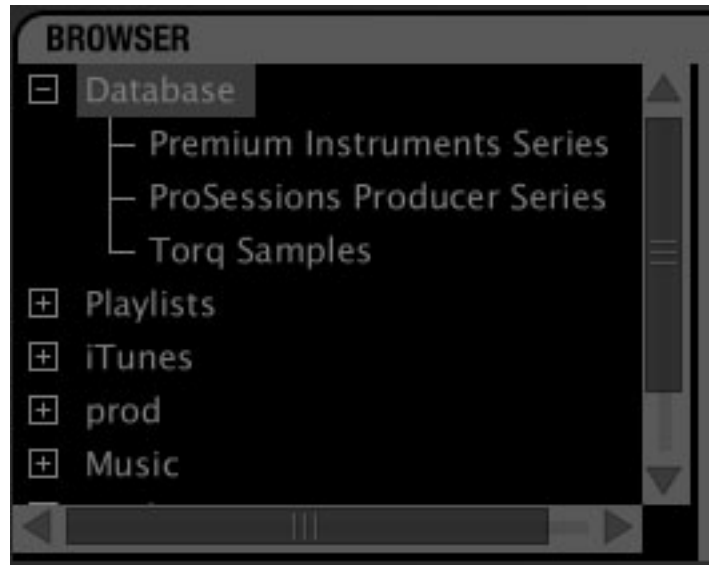 BROWSER
Database
Premium Instruments Series
ProSessions Producer Series
Torq Samples
Playlists
iTunes
prod
Music